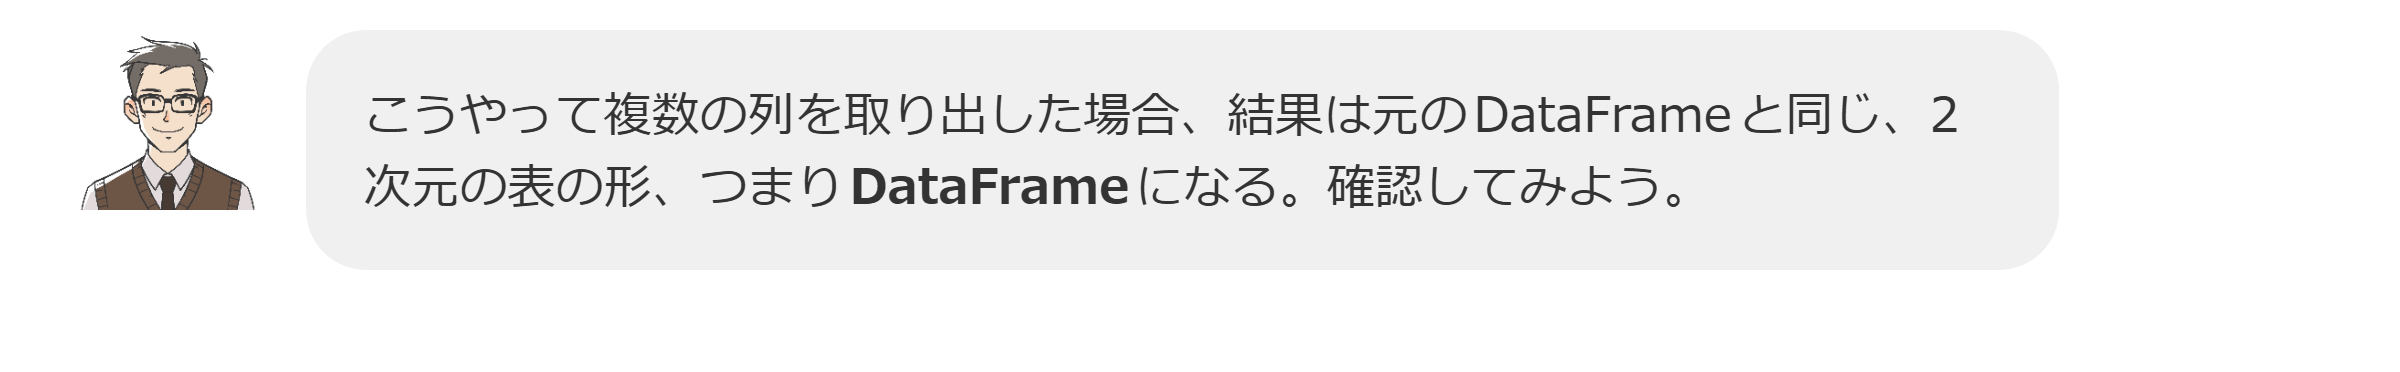 こうやって複数の列を取り出した場合、結果は元のDataFrameと同じ、2
次元の表の形、つまりDataFrameになる。確認してみよう。